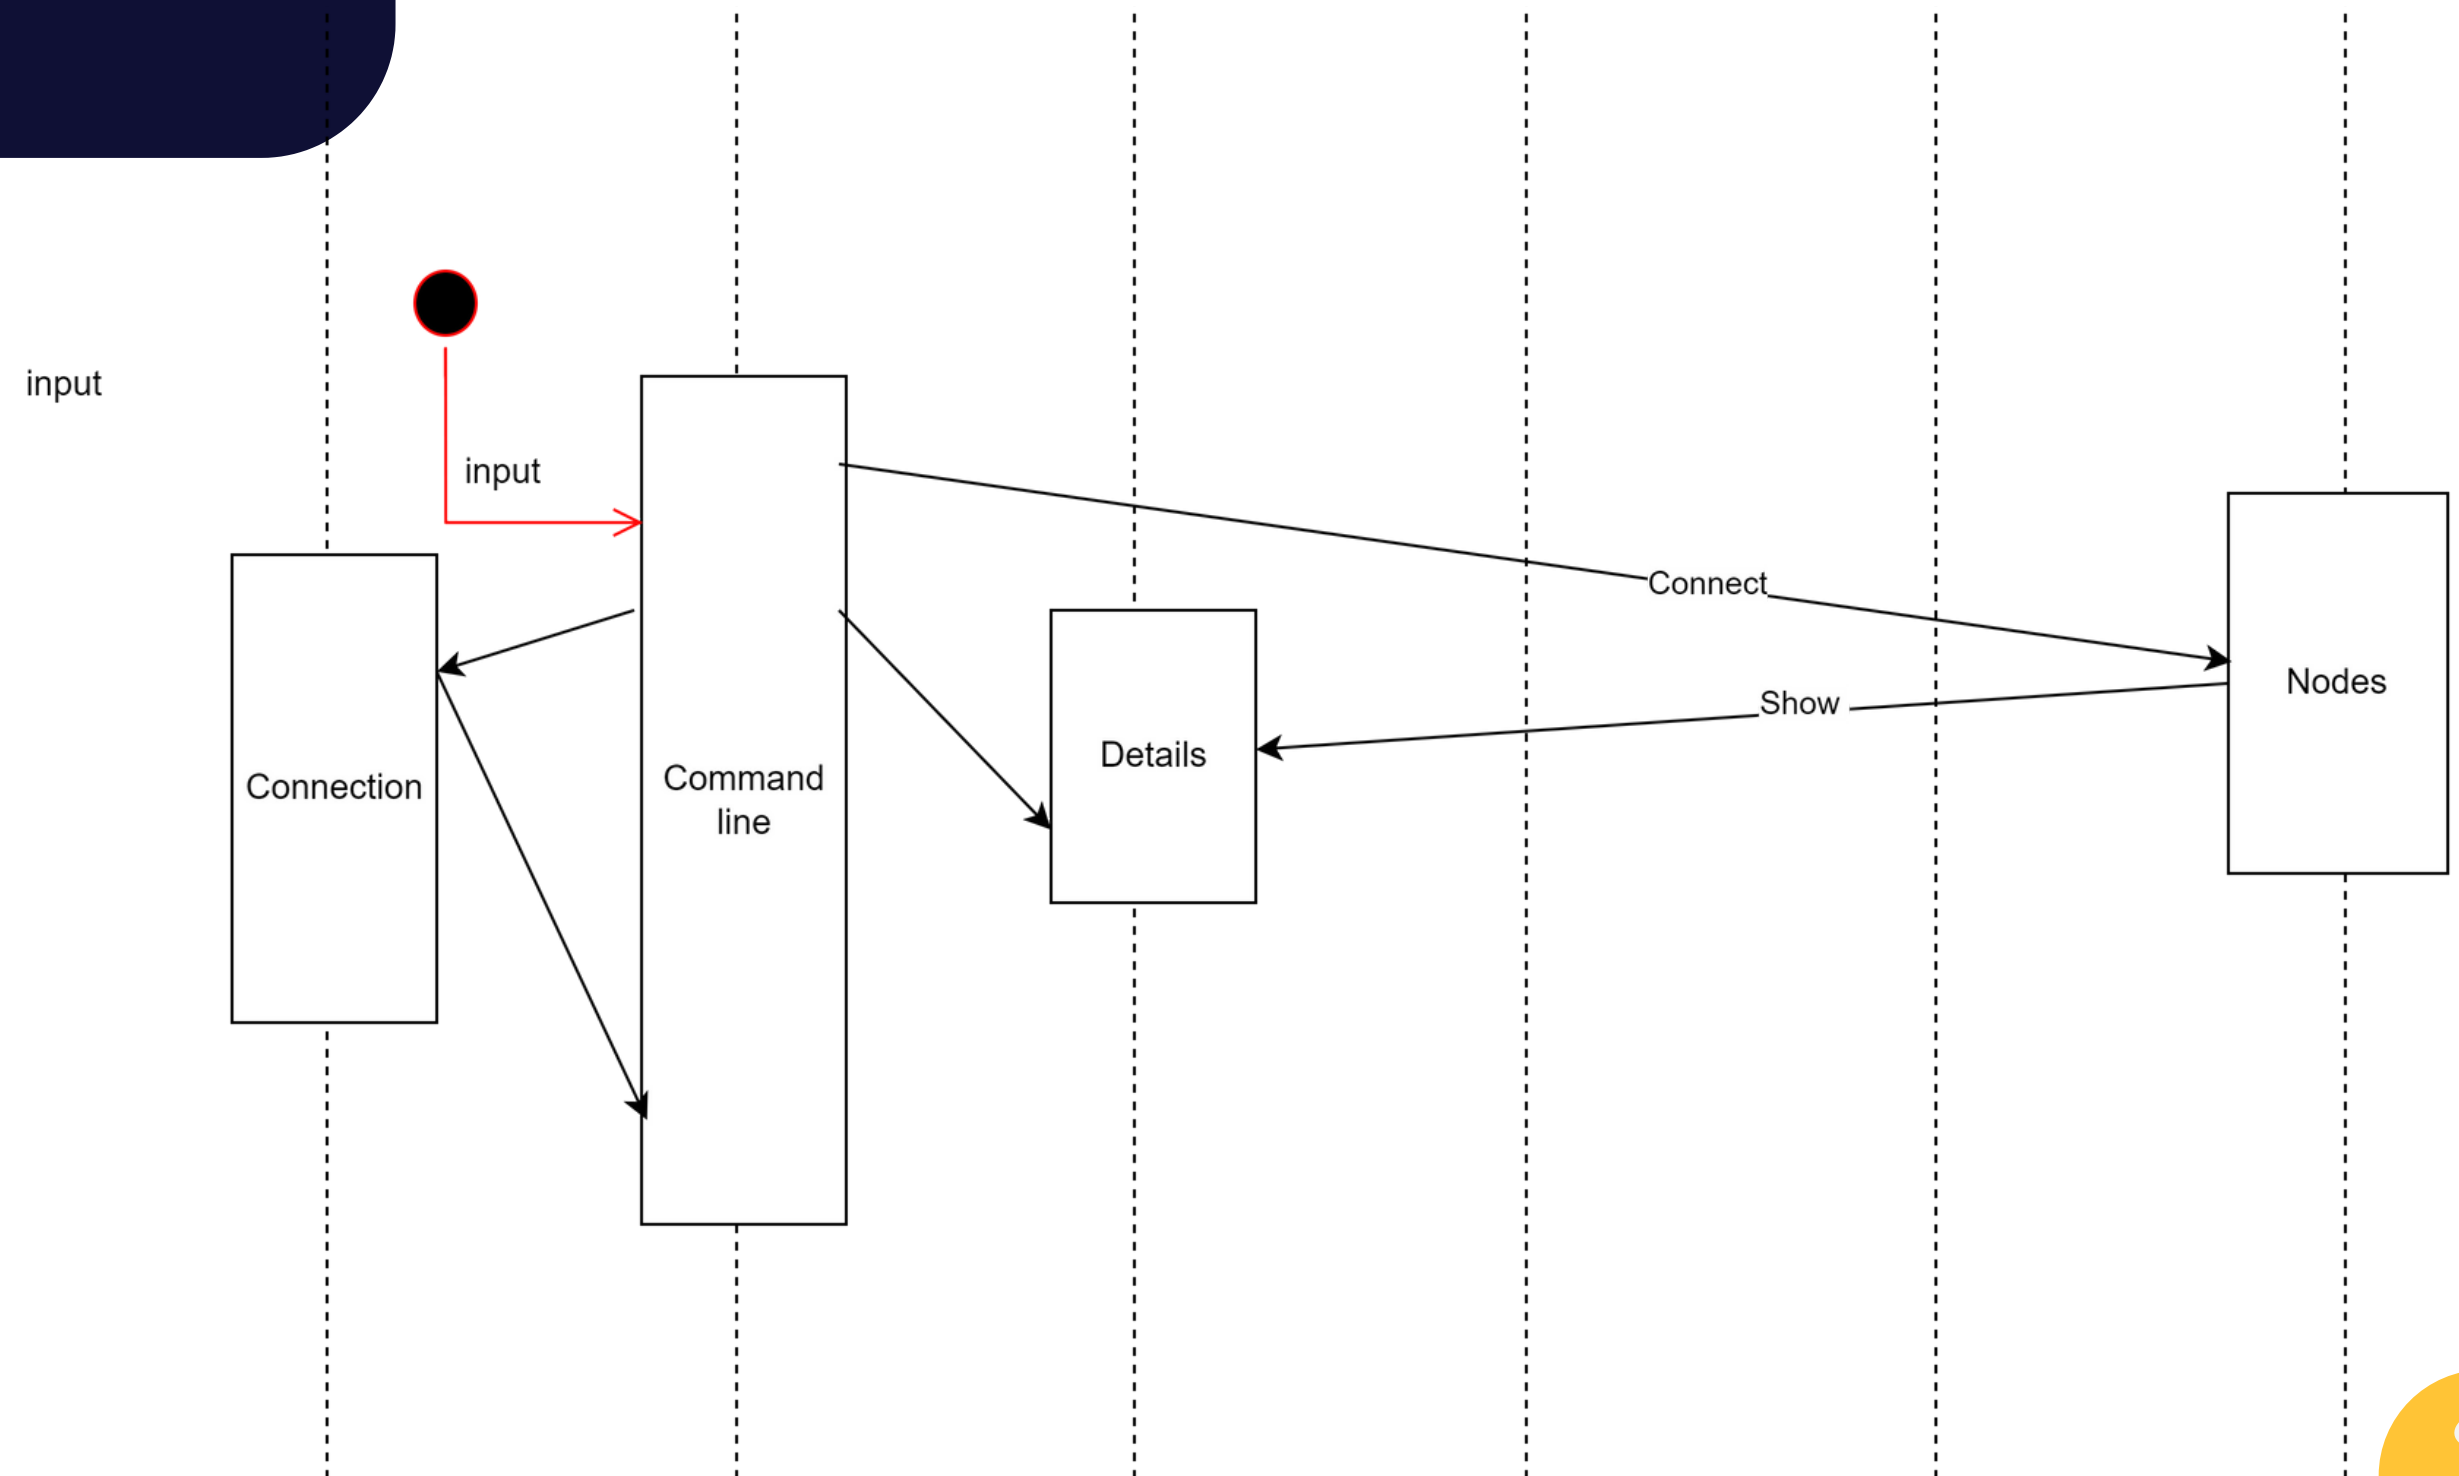 input
input
Connect
Nodes
Show
Details
Connection
Command
line